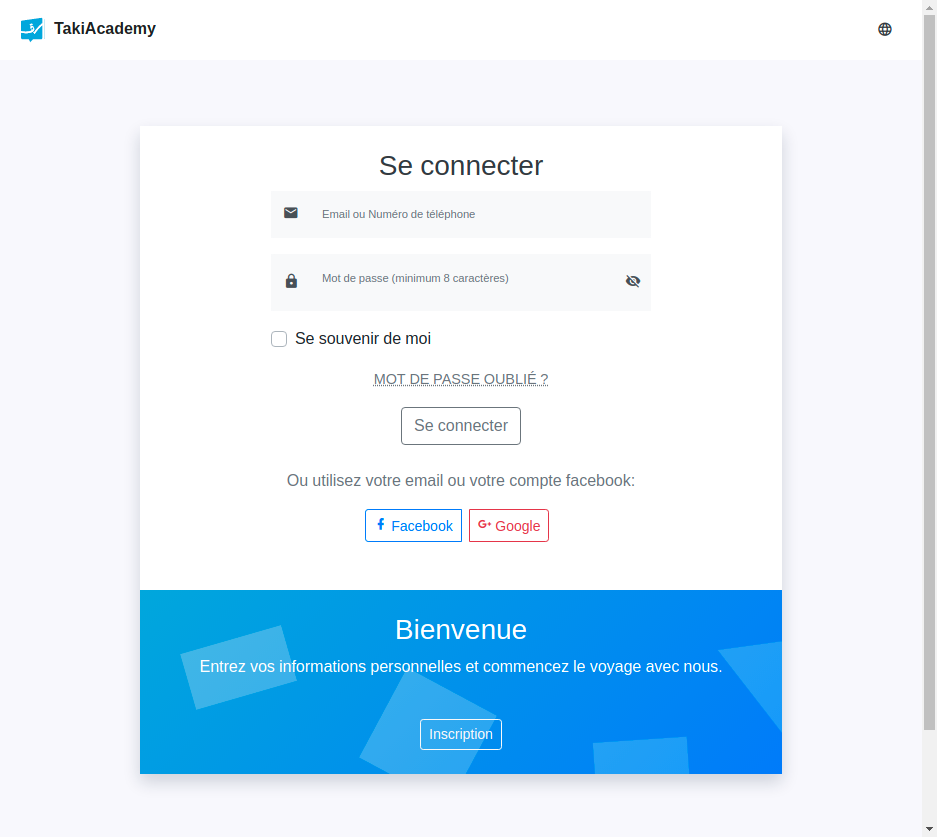 TakiAcademy
Se connecter
Email ou Numéro de téléphone
Mot de passe (minimum 8 caractères)
Se souvenir de moi
MOT DE PASSE OUBLIÉ ?
Se connecter
Ou utilisez votre email ou votre compte facebook:
Facebook
Google
Bienvenue
Entrez vos informations personnelles et commencez le voyage avec nous.
Inscription